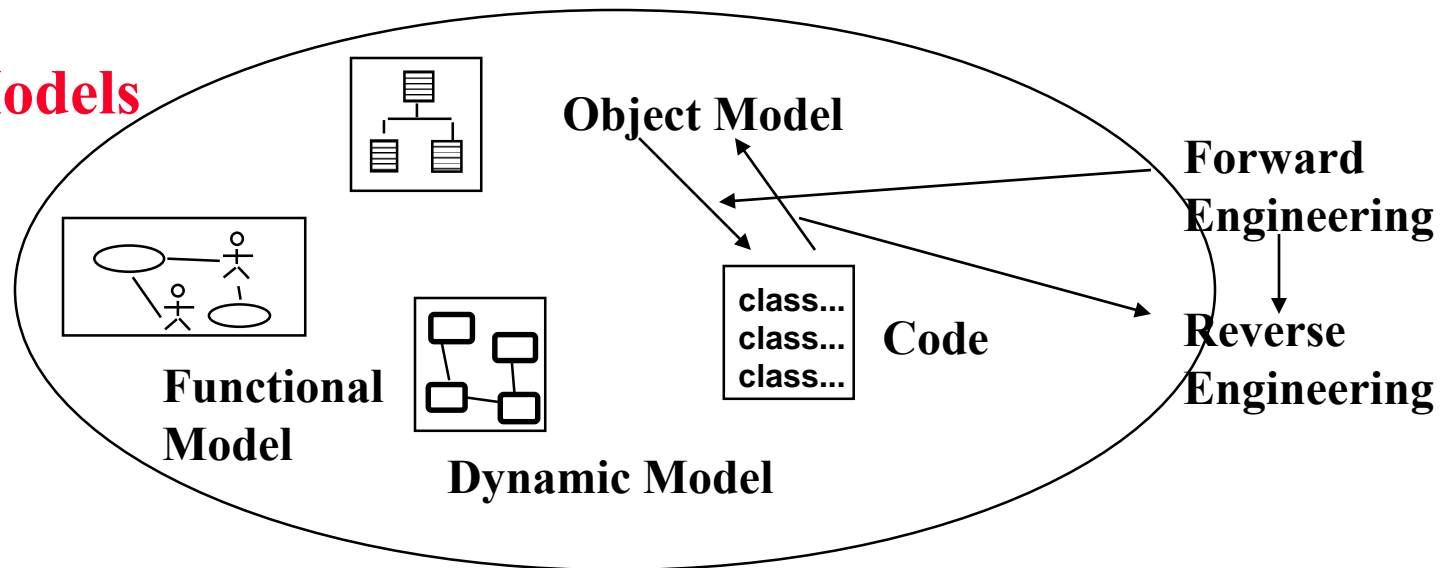 odels
Object Model
Forward
Engineering
class...
class...
class...
Code
Reverse
Engineering
Functional
Model
Dynamic Model